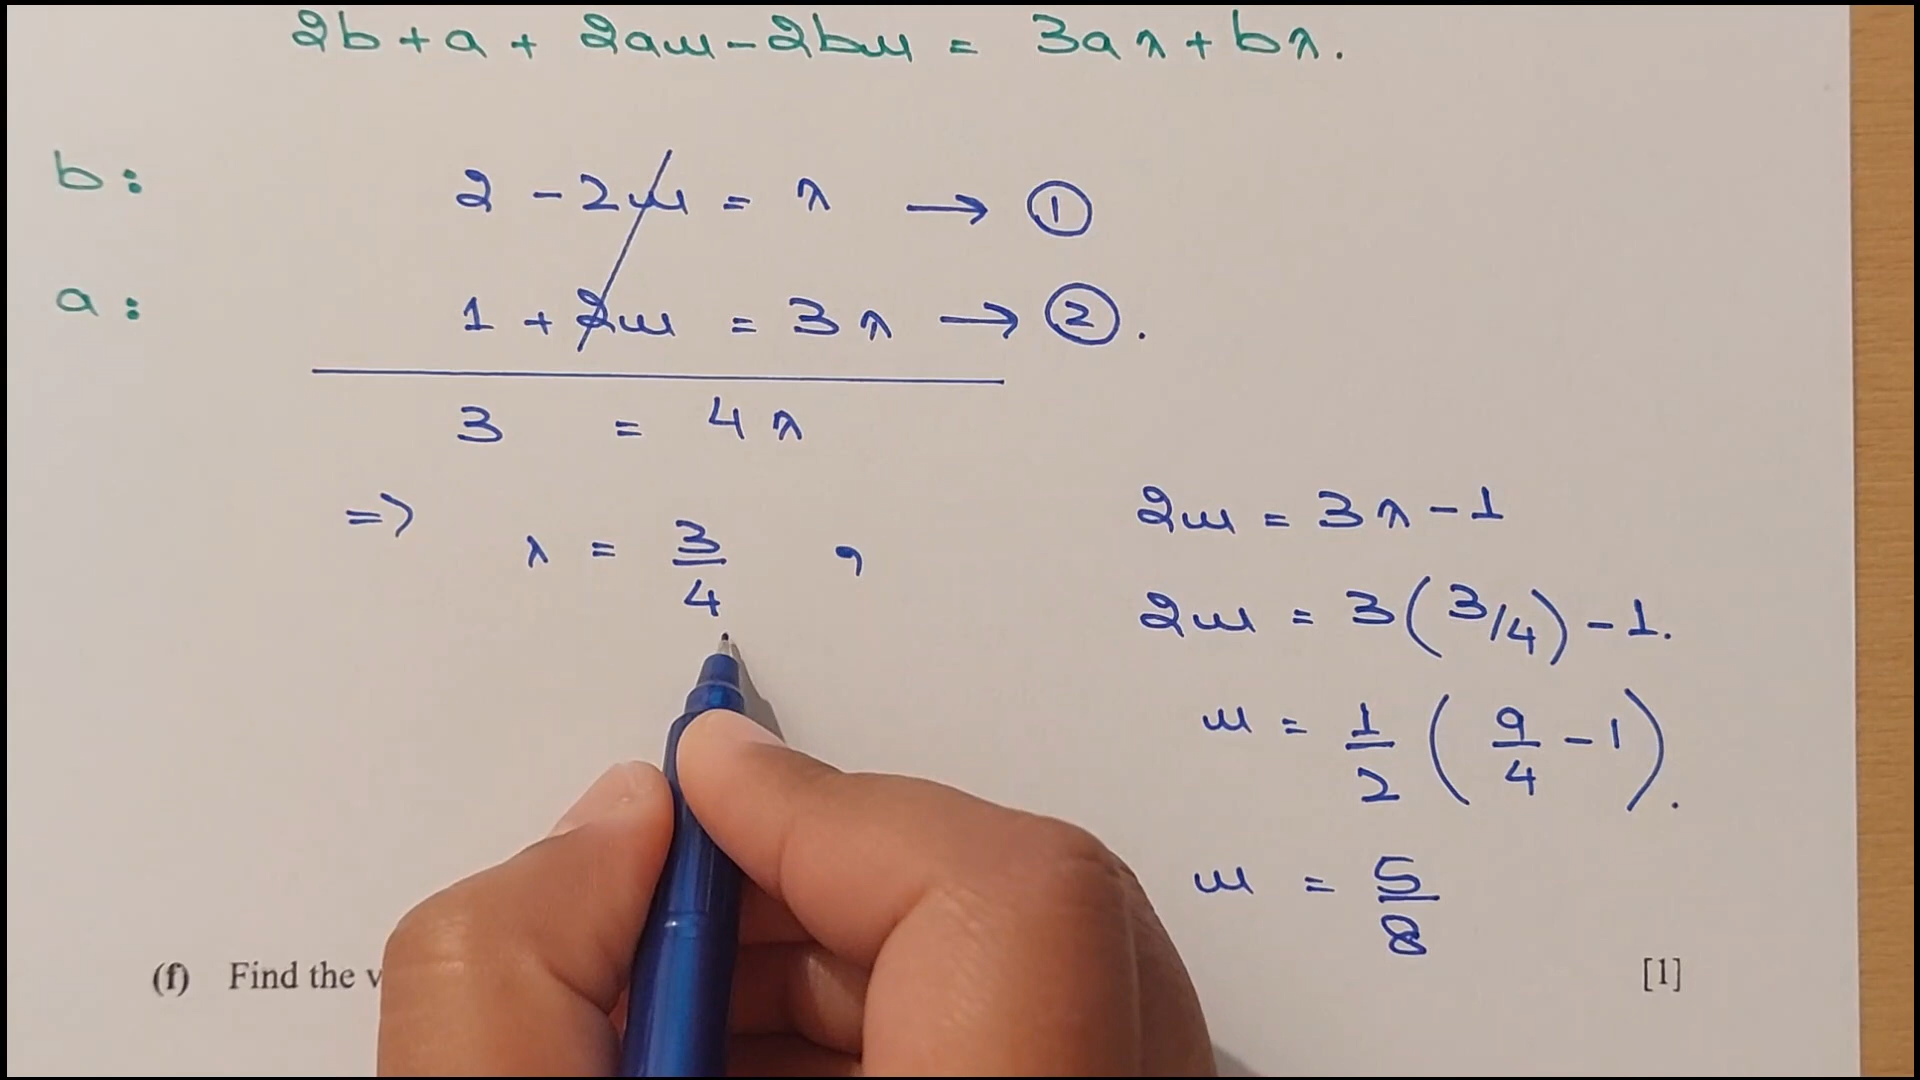 2b + a + 2aμ - 2bμ = 3aλ + bλ.
b: 2 - 2μ = λ → ①
a: 1 + 2μ = 3λ → ②.
3 = 4λ
⇒ λ = 3/4 ,
2μ = 3λ - 1
2μ = 3(3/4) - 1.
μ = 1/2 (9/4 - 1).
μ = 5/8
(f) Find the [1]